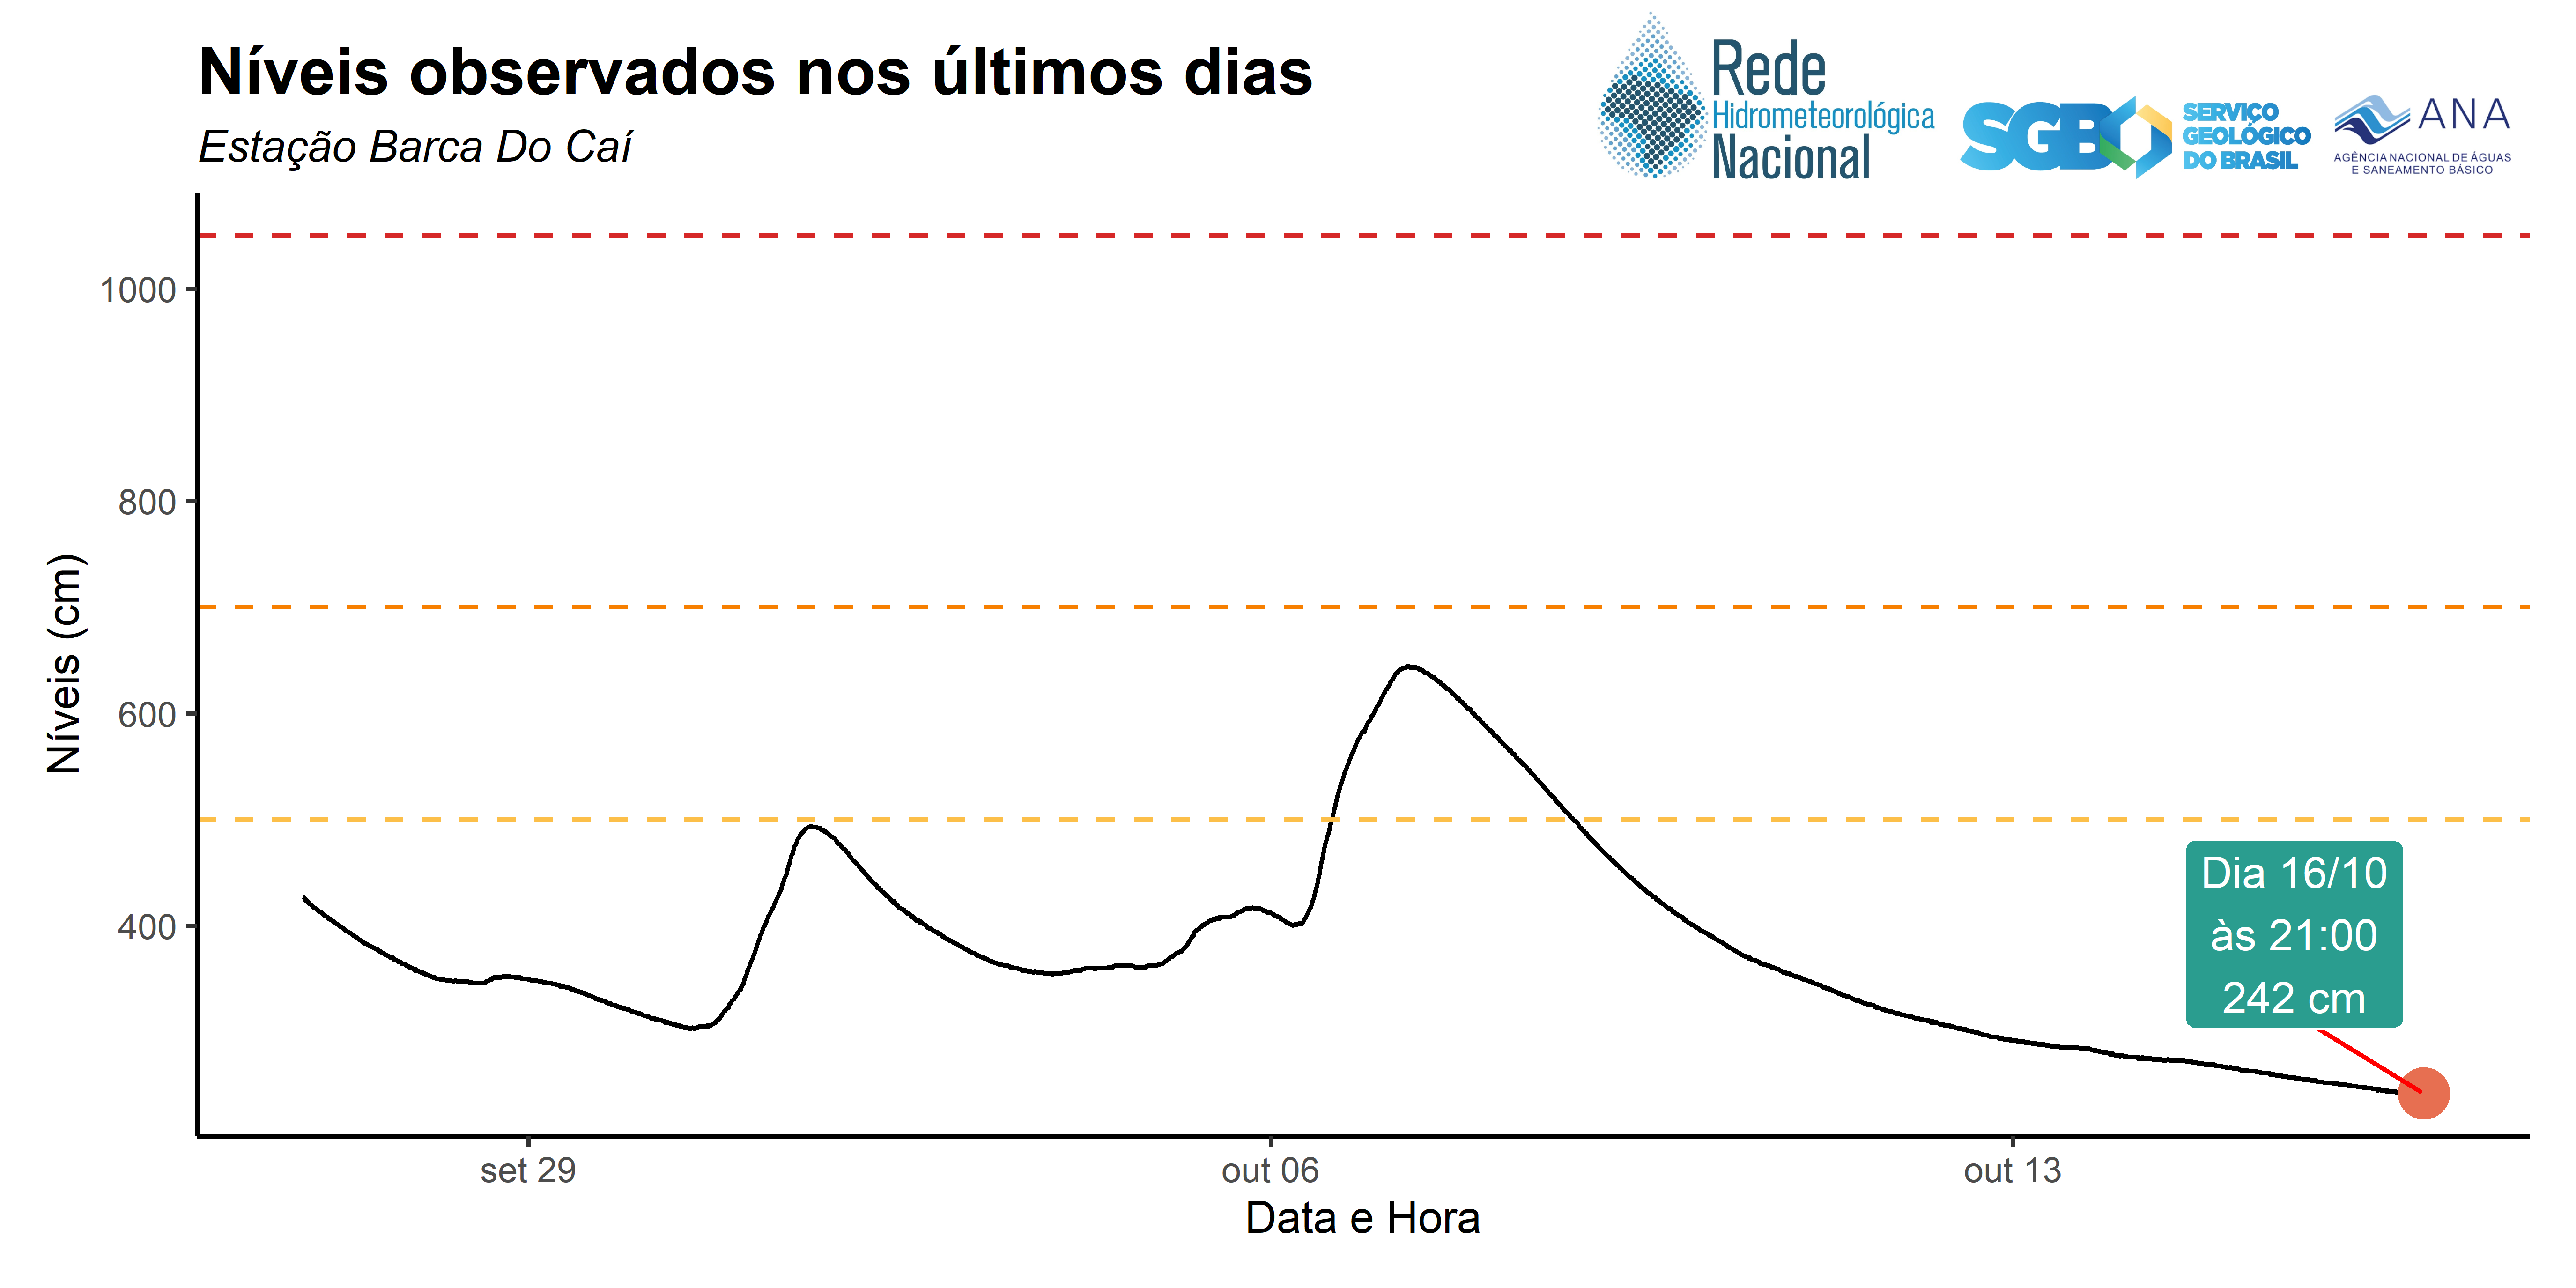 Níveis observados nos últimos dias
Estação Barca Do Caí
Rede
Hidrometeorológica
Nacional
SGB
SERVIÇO
GEOLÓGICO
DO BRASIL
ANA
AGÊNCIA NACIONAL DE ÁGUAS
E SANEAMENTO BÁSICO
Níveis (cm)
1000
800
600
400
Dia 16/10
às 21:00
242 cm
set 29
out 06
out 13
Data e Hora